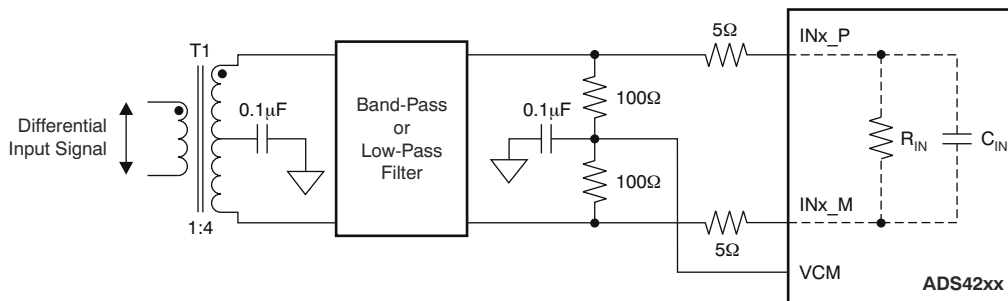 T1
Differential
Input Signal
1:4
0.1μF
Band-Pass
or
Low-Pass
Filter
0.1μF
100Ω
100Ω
5Ω
5Ω
INx_P
R_IN
C_IN
INx_M
VCM
ADS42xx